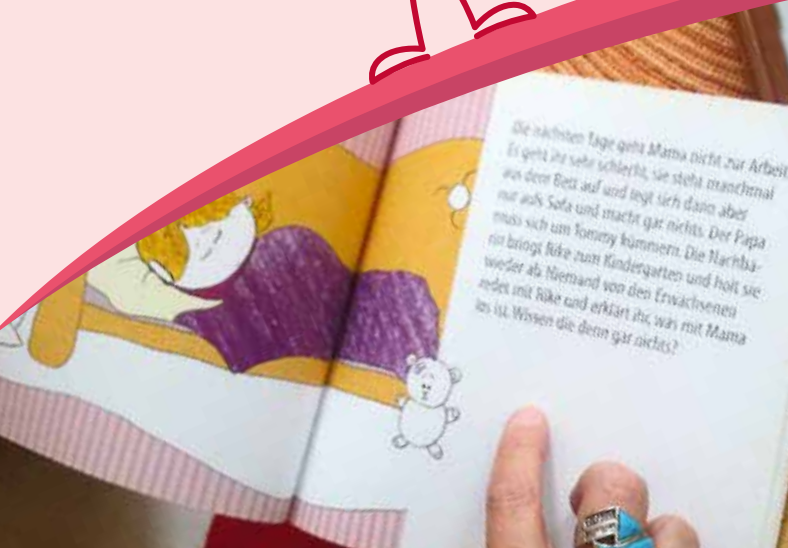 Die nächsten Tage geht Mama nicht zur Arbeit
Es geht ihr sehr schlecht, sie steht manchmal
aus dem Bett auf und legt sich dann aber
nur aufs Sofa und macht gar nichts. Der Papa
muss sich um Tommy kümmern. Die Nachba-
rin bringt Rike zum Kindergarten und holt sie
wieder ab. Niemand von den Erwachsenen
redet mit Rike und erklärt ihr, was mit Mama
los ist. Wissen die denn gar nichts?